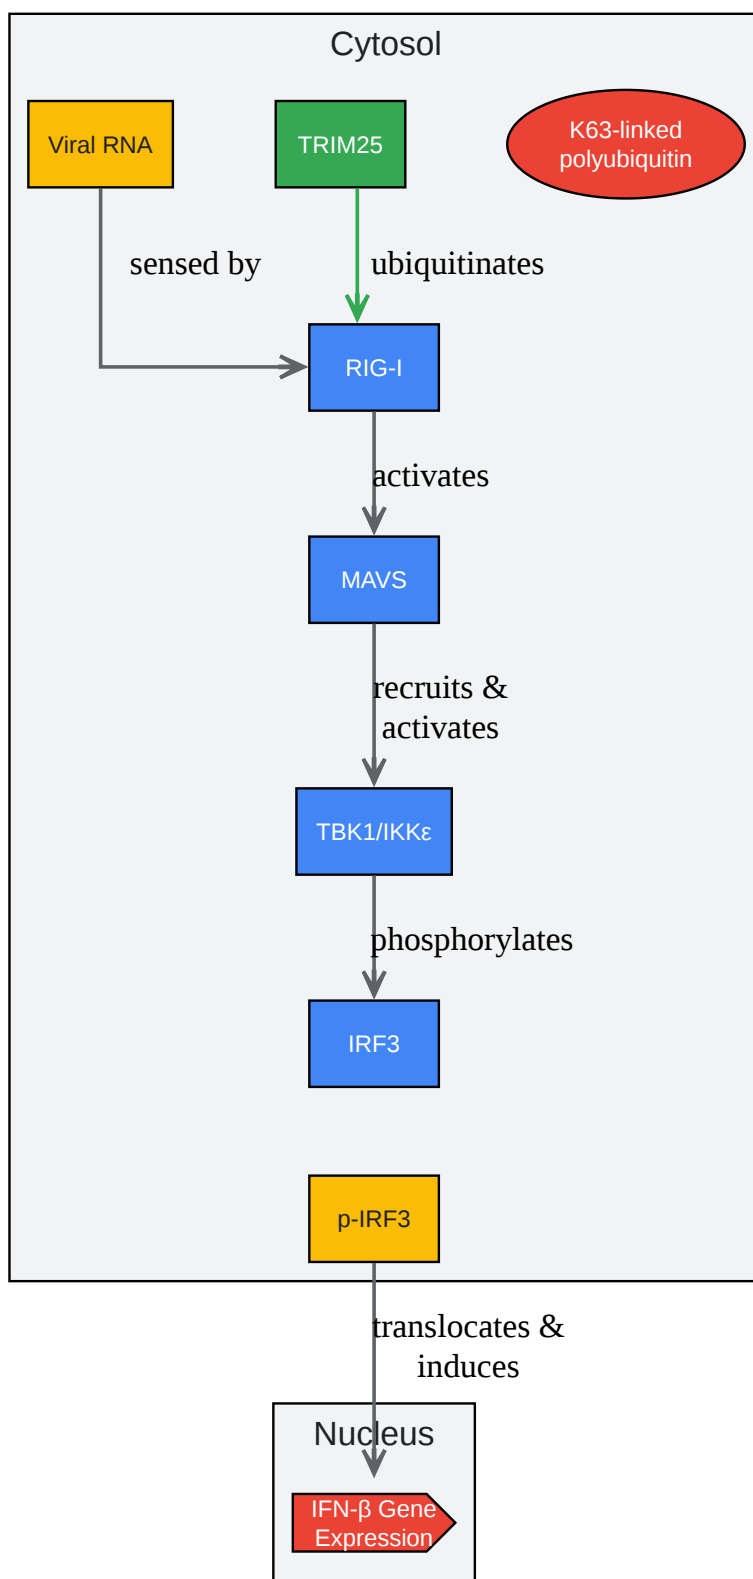 Cytosol
Viral RNA
TRIM25
K63-linked
polyubiquitin
sensed by
ubiquitinates
RIG-I
activates
MAVS
recruits &
activates
TBK1/IKKε
phosphorylates
IRF3
p-IRF3
translocates &
induces
Nucleus
IFN-β Gene
Expression